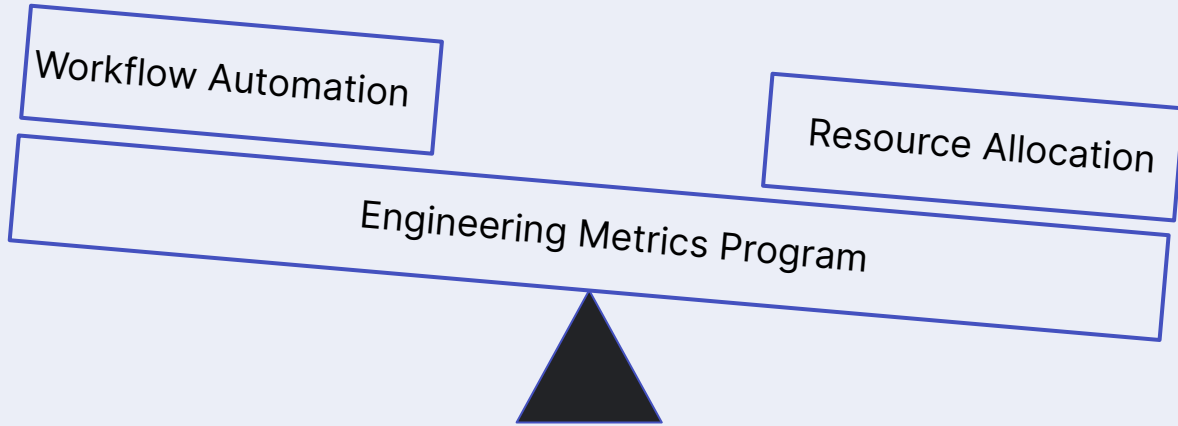 Workflow Automation
Resource Allocation
Engineering Metrics Program